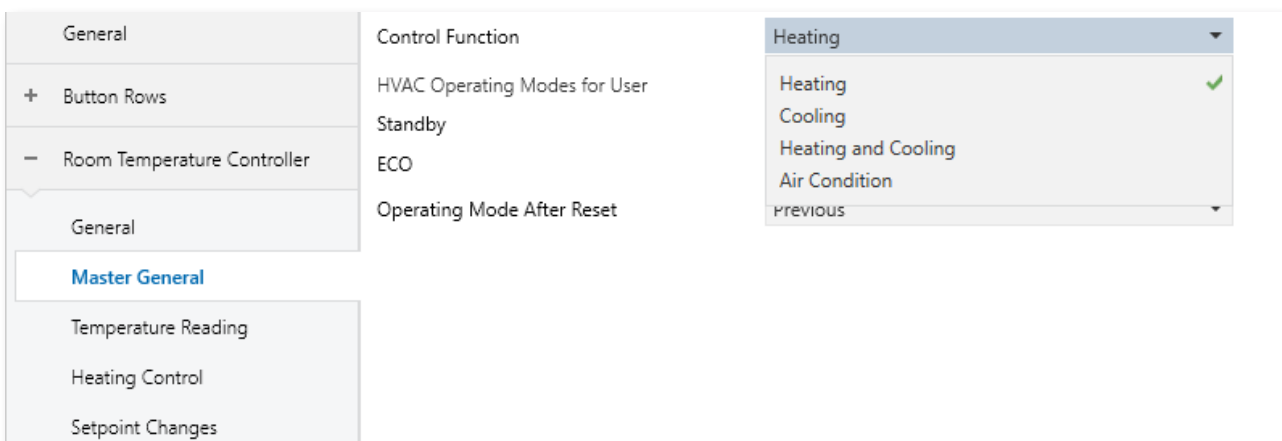 General
+ Button Rows
− Room Temperature Controller
General
Master General
Temperature Reading
Heating Control
Setpoint Changes
Control Function
Heating
HVAC Operating Modes for User
Standby
ECO
Operating Mode After Reset
Heating
Cooling
Heating and Cooling
Air Condition
Previous